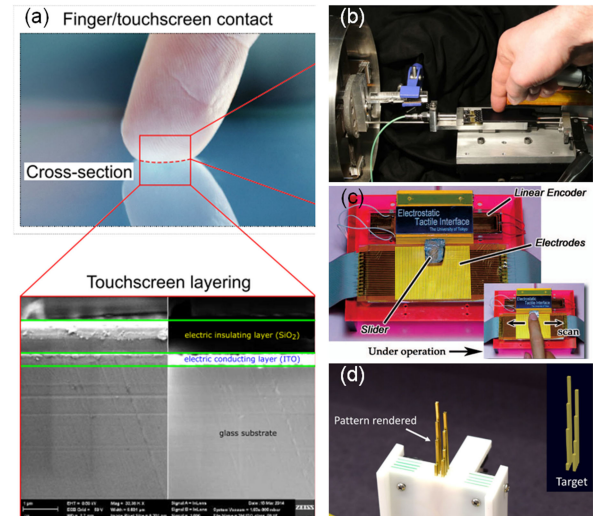 (a)
Finger/touchscreen contact
Cross-section
Touchscreen layering
electric insulating layer (SiO2)
electric conducting layer (ITO)
glass substrate
1 µm
ZEISS
(b)
(c)
Electrostatic
Tactile Interface
The University of Tokyo
Linear Encoder
Electrodes
Slider
scan
Under operation
(d)
Pattern rendered
Target